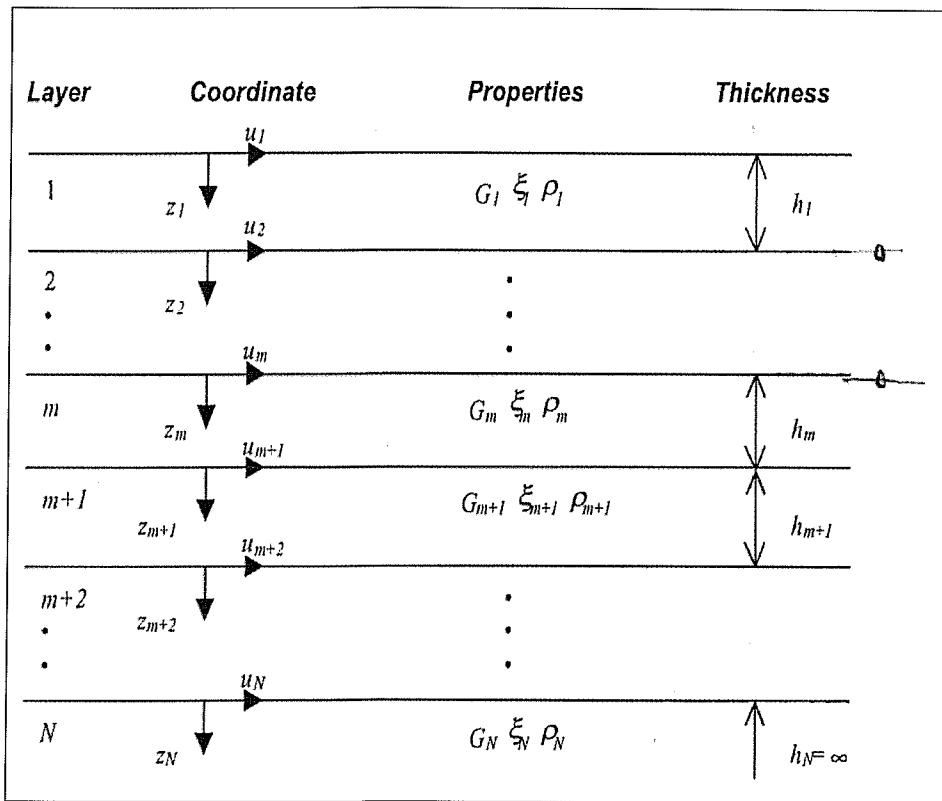 Layer Coordinate Properties Thickness
u1
1 z1 G1 ξ1 ρ1 h1
u2
2 z2
um
m zm Gm ξm ρm hm
um+1
m+1 zm+1 Gm+1 ξm+1 ρm+1 hm+1
um+2
m+2 zm+2
uN
N zN GN ξN ρN hN=∞